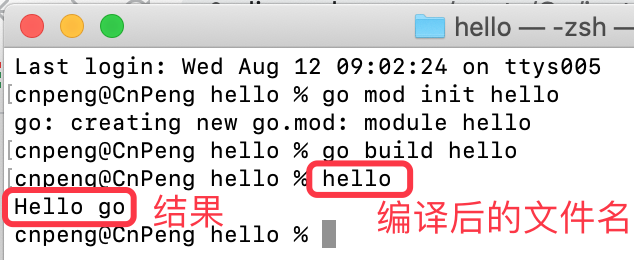 hello — -zsh
Last login: Wed Aug 12 09:02:24 on ttys005
[cnpeng@CnPeng hello % go mod init hello
go: creating new go.mod: module hello
[cnpeng@CnPeng hello % go build hello
[cnpeng@CnPeng hello % hello
Hello go 结果 编译后的文件名
cnpeng@CnPeng hello %